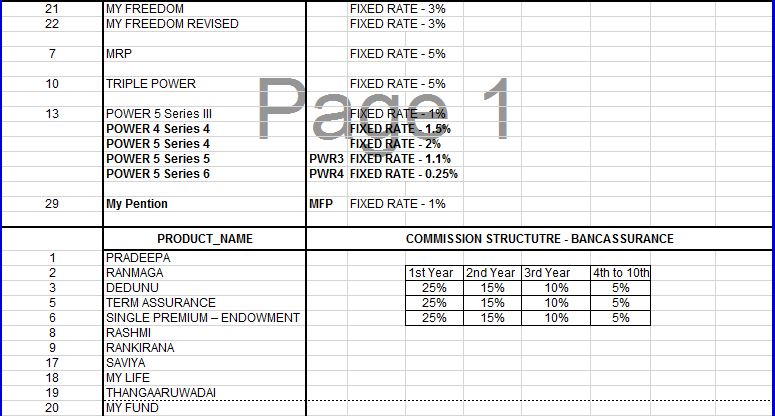 21 MY FREEDOM FIXED RATE - 3%
22 MY FREEDOM REVISED FIXED RATE - 3%
7 MRP FIXED RATE - 5%
10 TRIPLE POWER FIXED RATE - 5%
Page 1
13 POWER 5 Series III FIXED RATE - 1%
POWER 4 Series 4 FIXED RATE - 1.5%
POWER 5 Series 4 FIXED RATE - 2%
POWER 5 Series 5 PWR3 FIXED RATE - 1.1%
POWER 5 Series 6 PWR4 FIXED RATE - 0.25%
29 My Pention MFP FIXED RATE - 1%
PRODUCT_NAME COMMISSION STRUCTUTRE - BANCASSURANCE
1 PRADEEPA
2 RANMAGA 1st Year 2nd Year 3rd Year 4th to 10th
3 DEDUNU 25% 15% 10% 5%
5 TERM ASSURANCE 25% 15% 10% 5%
6 SINGLE PREMIUM – ENDOWMENT 25% 15% 10% 5%
8 RASHMI
9 RANKIRANA
17 SAVIYA
18 MY LIFE
19 THANGAARUWADAI
20 MY FUND